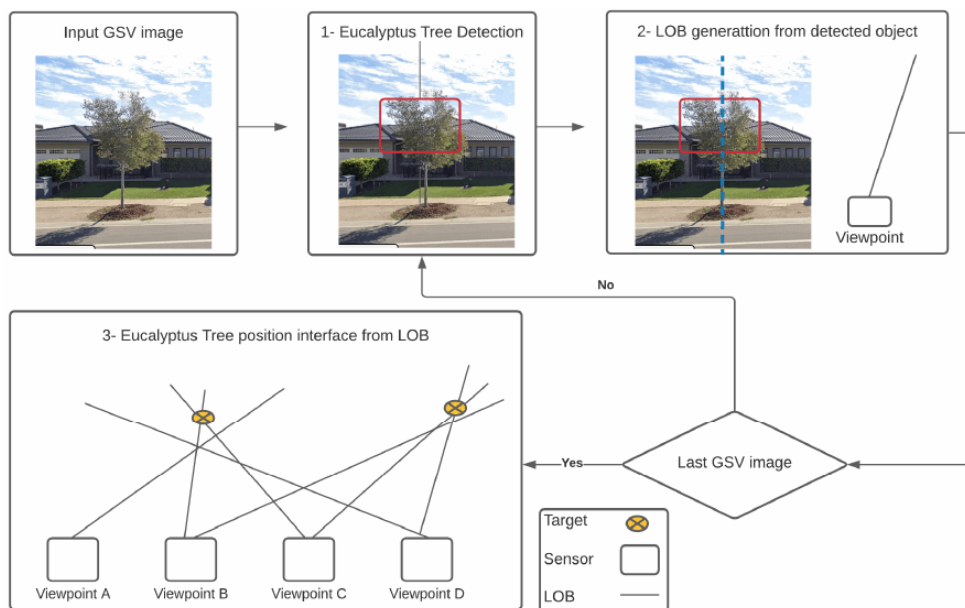 Input GSV image
1- Eucalyptus Tree Detection
2- LOB generattion from detected object
Viewpoint
No
3- Eucalyptus Tree position interface from LOB
Last GSV image
Yes
Viewpoint A
Viewpoint B
Viewpoint C
Viewpoint D
Target
Sensor
LOB